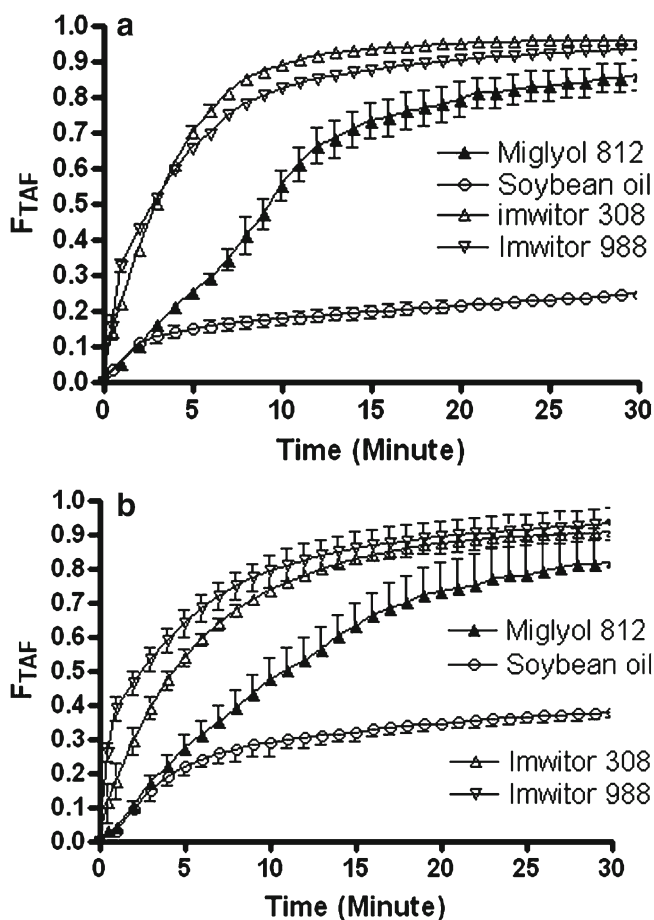 a
1.0
0.9
0.8
0.7
0.6
0.5
0.4
0.3
0.2
0.1
0.0
FTAF
Miglyol 812
Soybean oil
imwitor 308
Imwitor 988
0 5 10 15 20 25 30
Time (Minute)
b
1.0
0.9
0.8
0.7
0.6
0.5
0.4
0.3
0.2
0.1
0.0
FTAF
Miglyol 812
Soybean oil
Imwitor 308
Imwitor 988
0 5 10 15 20 25 30
Time (Minute)